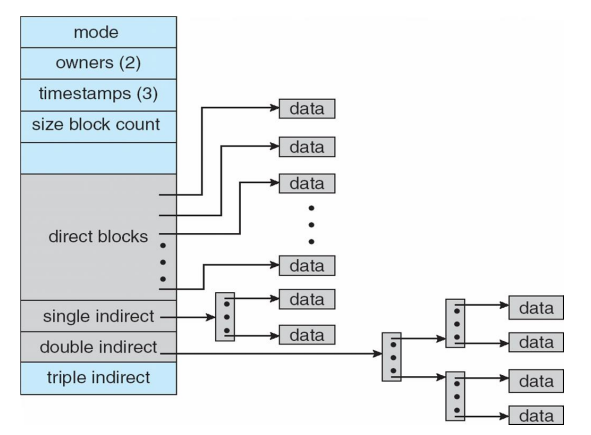 mode
owners (2)
timestamps (3)
size block count
direct blocks
single indirect
double indirect
triple indirect
data
data
data
data
data
data
data
data
data
data